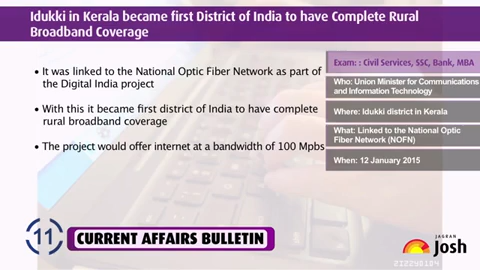 Idukki in Kerala became first District of India to have Complete Rural
Broadband Coverage
• It was linked to the National Optic Fiber Network as part of
the Digital India project
• With this it became first district of India to have complete
rural broadband coverage
• The project would offer internet at a bandwidth of 100 Mpbs
Exam: : Civil Services, SSC, Bank, MBA
Who: Union Minister for Communications
and Information Technology
Where: Idukki district in Kerala
What: Linked to the National Optic
Fiber Network (NOFN)
When: 12 January 2015
11
CURRENT AFFAIRS BULLETIN
JAGRAN
Josh